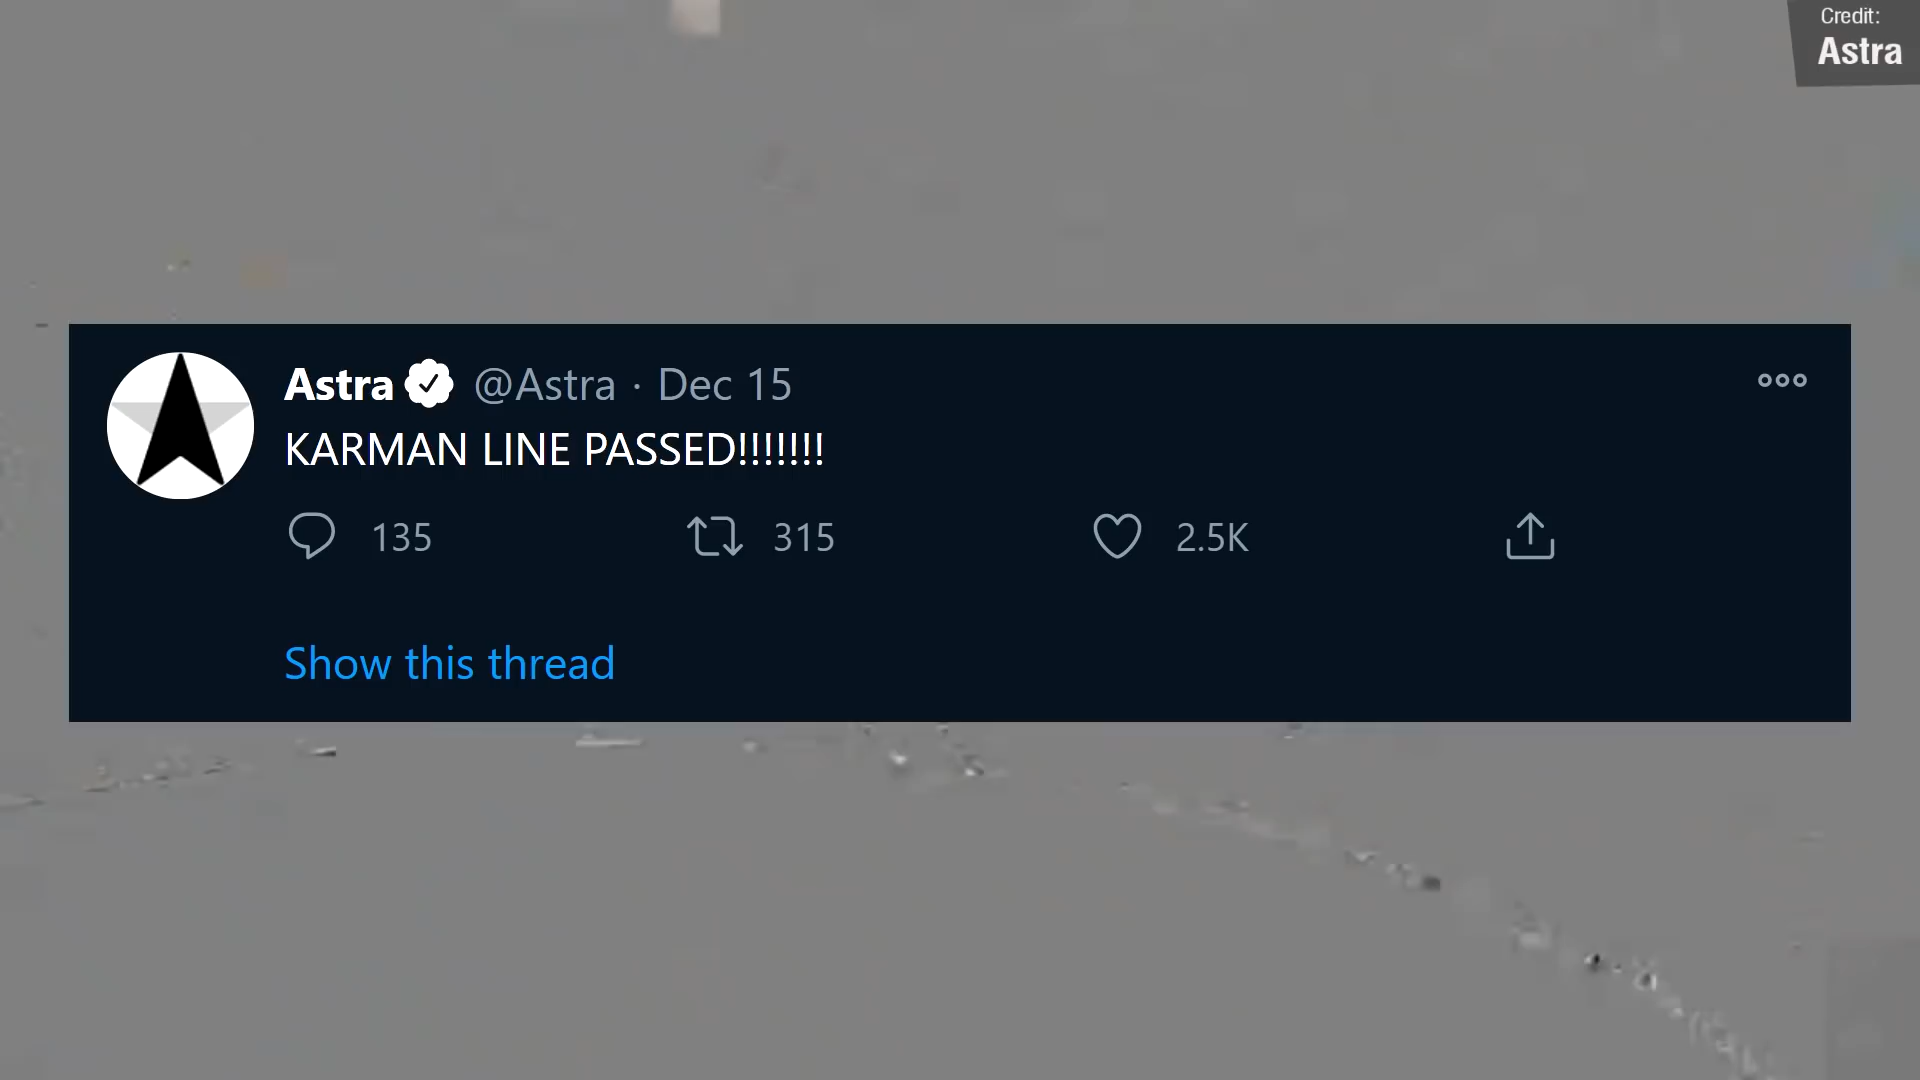 Credit:
Astra
Astra @Astra · Dec 15
KARMAN LINE PASSED!!!!!!!
135 315 2.5K
Show this thread